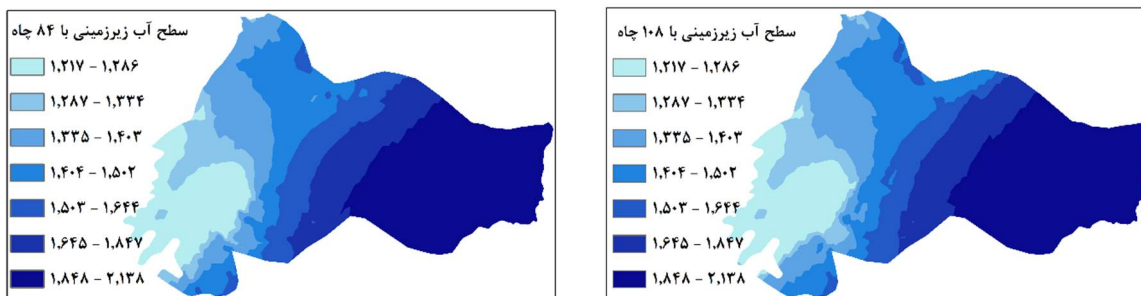 سطح آب زیرزمینی با ۸۴ چاه
۱,۲۱۷ - ۱,۲۸۶
۱,۲۸۷ - ۱,۳۳۴
۱,۳۳۵ - ۱,۴۰۳
۱,۴۰۴ - ۱,۵۰۲
۱,۵۰۳ - ۱,۶۴۴
۱,۶۴۵ - ۱,۸۴۷
۱,۸۴۸ - ۲,۱۳۸
سطح آب زیرزمینی با ۱۰۸ چاه
۱,۲۱۷ - ۱,۲۸۶
۱,۲۸۷ - ۱,۳۳۴
۱,۳۳۵ - ۱,۴۰۳
۱,۴۰۴ - ۱,۵۰۲
۱,۵۰۳ - ۱,۶۴۴
۱,۶۴۵ - ۱,۸۴۷
۱,۸۴۸ - ۲,۱۳۸